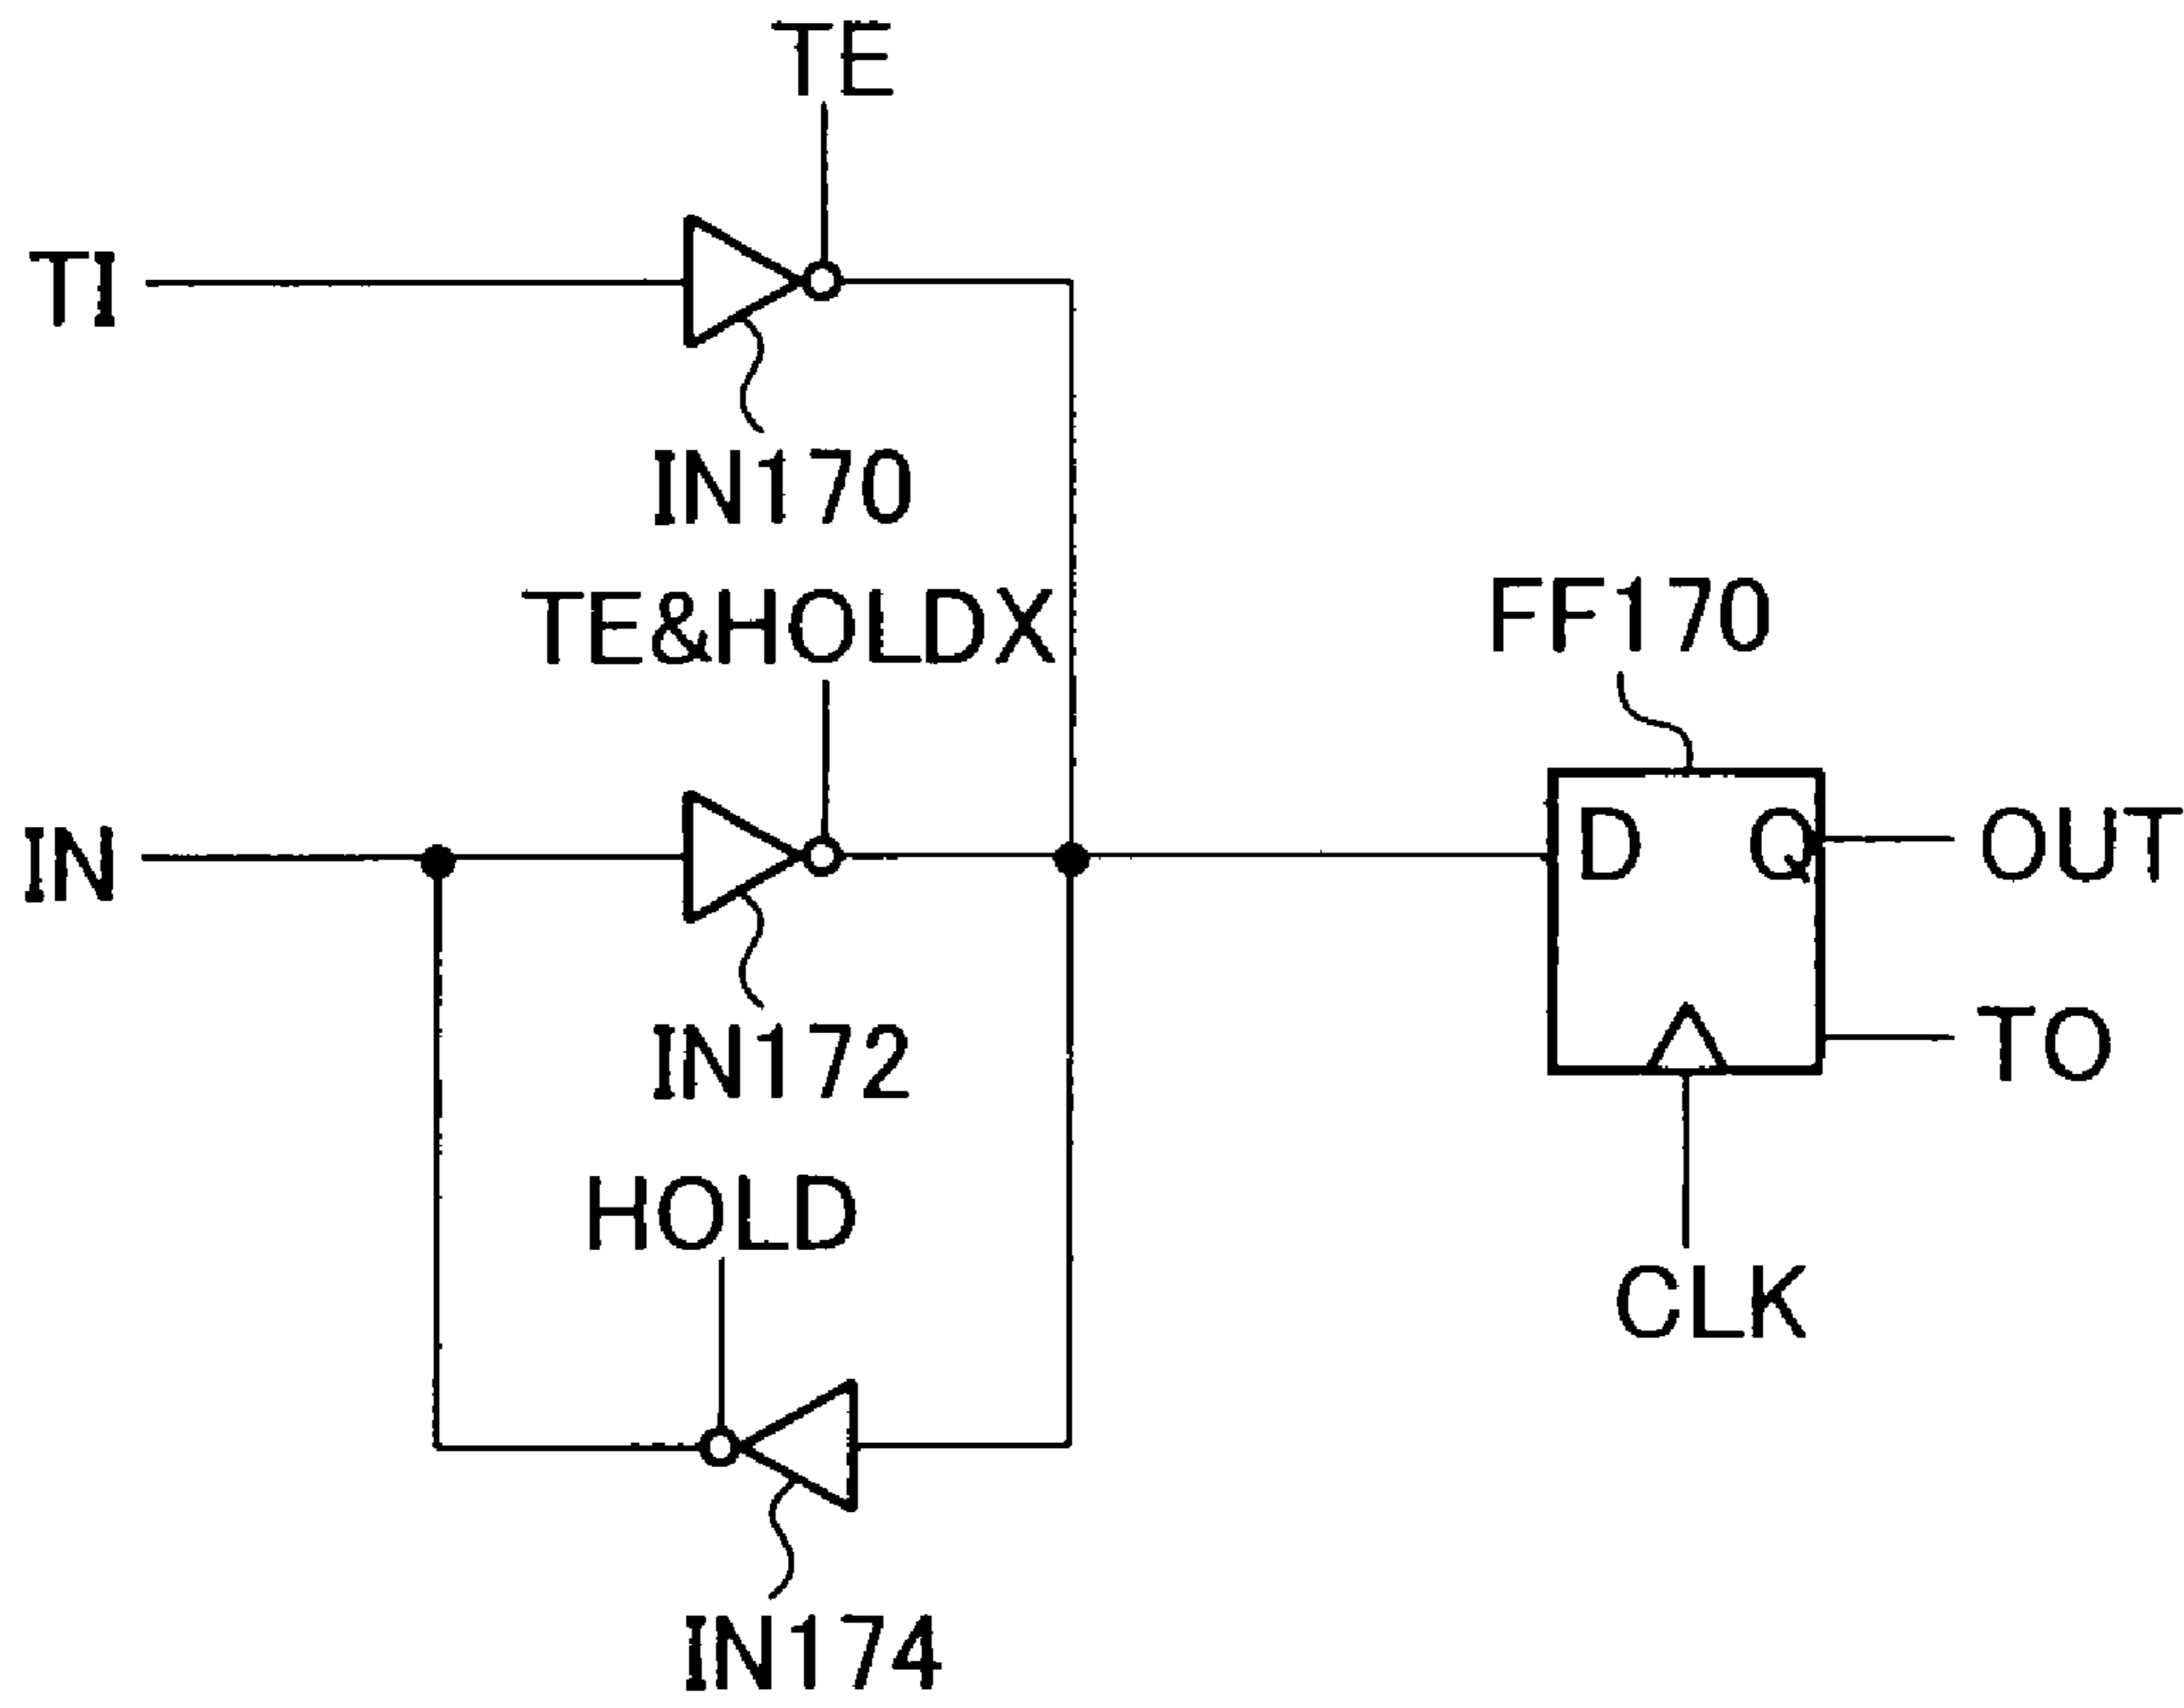 TE
TI
IN170
TE&HOLDX
FF170
IN
D Q
OUT
IN172
TO
HOLD
CLK
IN174